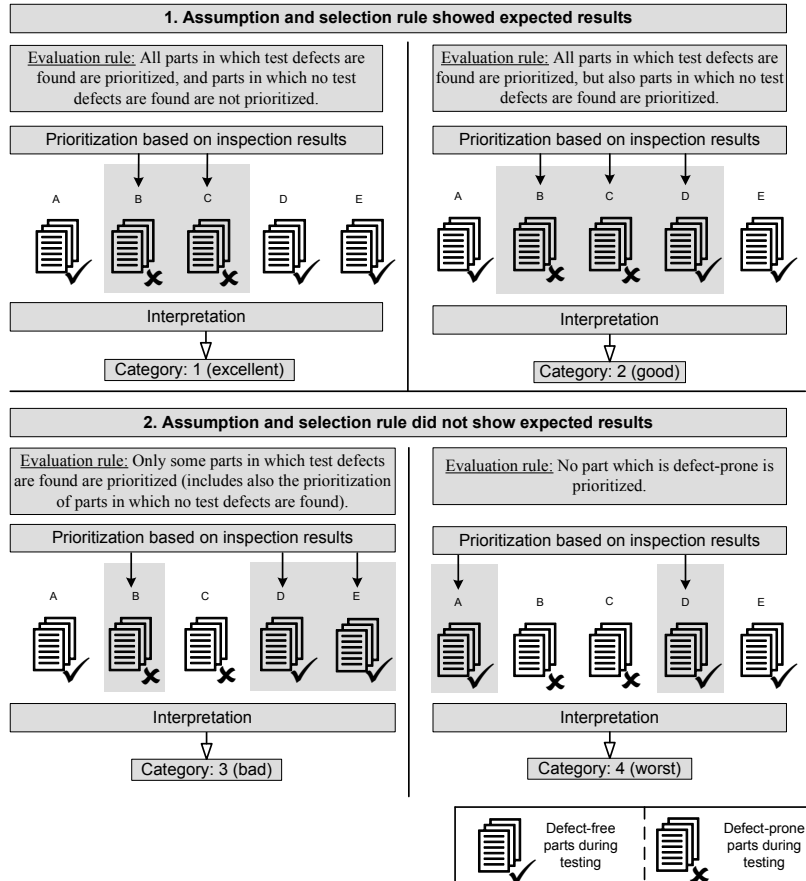 1. Assumption and selection rule showed expected results
Evaluation rule: All parts in which test defects are
found are prioritized, and parts in which no test
defects are found are not prioritized.
Prioritization based on inspection results
A B C D E
Interpretation
Category: 1 (excellent)
Evaluation rule: All parts in which test defects are
found are prioritized, but also parts in which no test
defects are found are prioritized.
Prioritization based on inspection results
A B C D E
Interpretation
Category: 2 (good)
2. Assumption and selection rule did not show expected results
Evaluation rule: Only some parts in which test defects
are found are prioritized (includes also the prioritization
of parts in which no test defects are found).
Prioritization based on inspection results
A B C D E
Interpretation
Category: 3 (bad)
Evaluation rule: No part which is defect-prone is
prioritized.
Prioritization based on inspection results
A B C D E
Interpretation
Category: 4 (worst)
Defect-free
parts during
testing
Defect-prone
parts during
testing